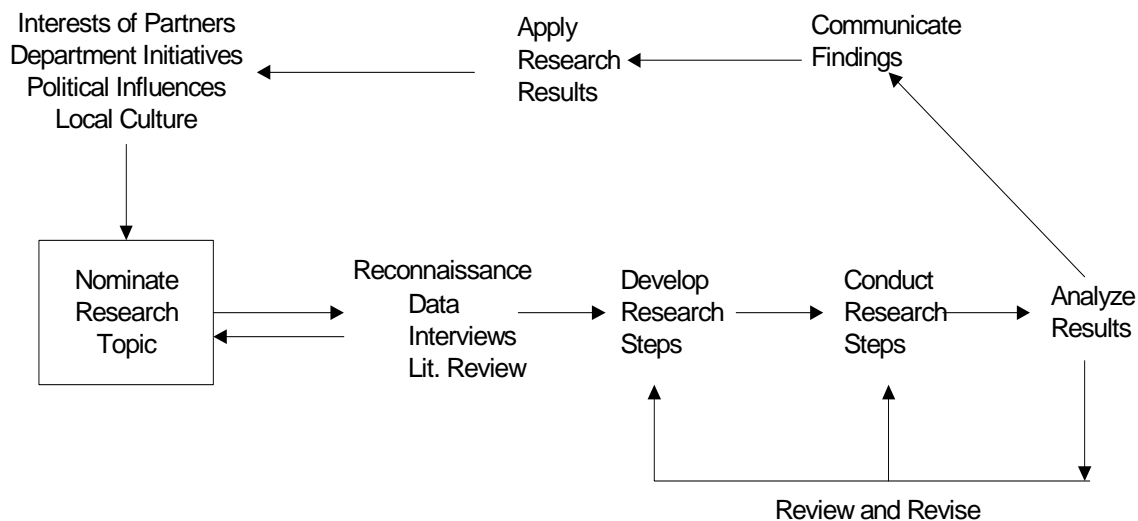 Interests of Partners
Department Initiatives
Political Influences
Local Culture
Apply
Research
Results
Communicate
Findings
Nominate
Research
Topic
Reconnaissance
Data
Interviews
Lit. Review
Develop
Research
Steps
Conduct
Research
Steps
Analyze
Results
Review and Revise